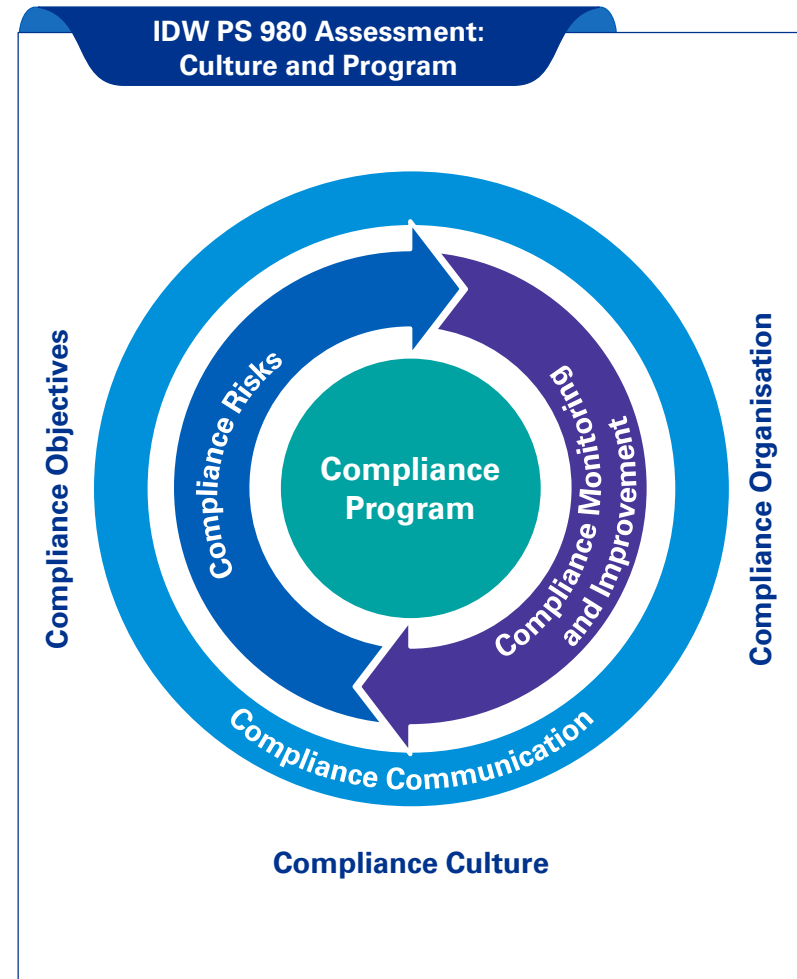 IDW PS 980 Assessment:
Culture and Program
Compliance Objectives
Compliance Risks
Compliance
Program
Compliance Monitoring
and Improvement
Compliance Organisation
Compliance Communication
Compliance Culture